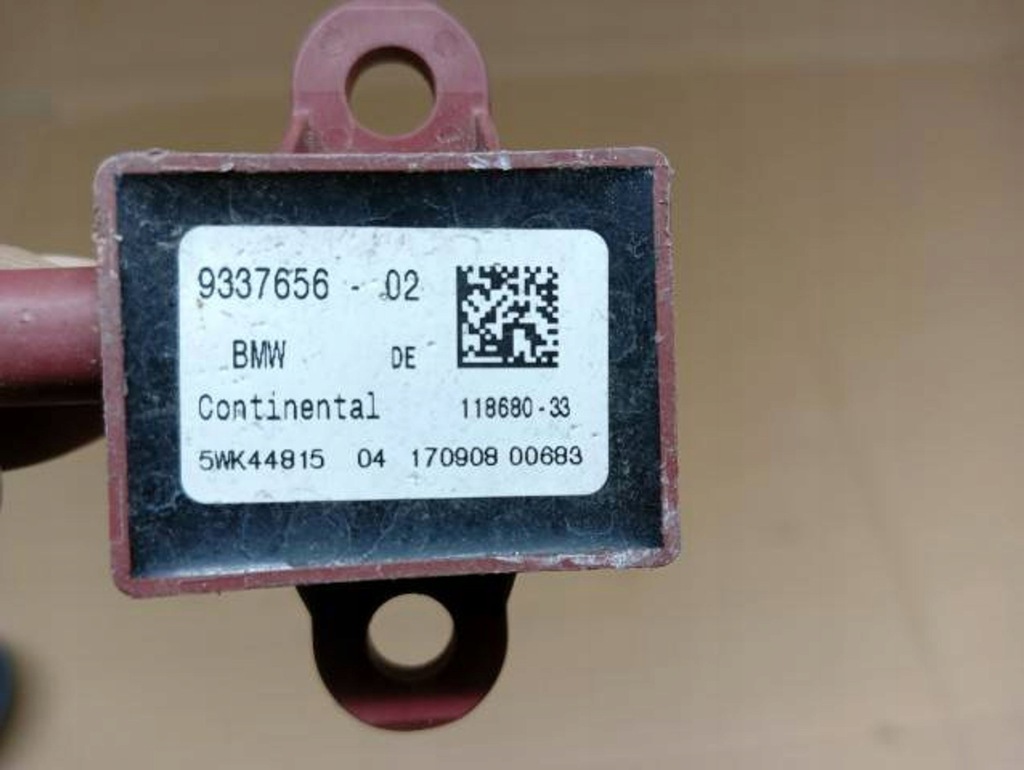 9337656 - 02
BMW DE
Continental 118680-33
5WK44815 04 170908 00683